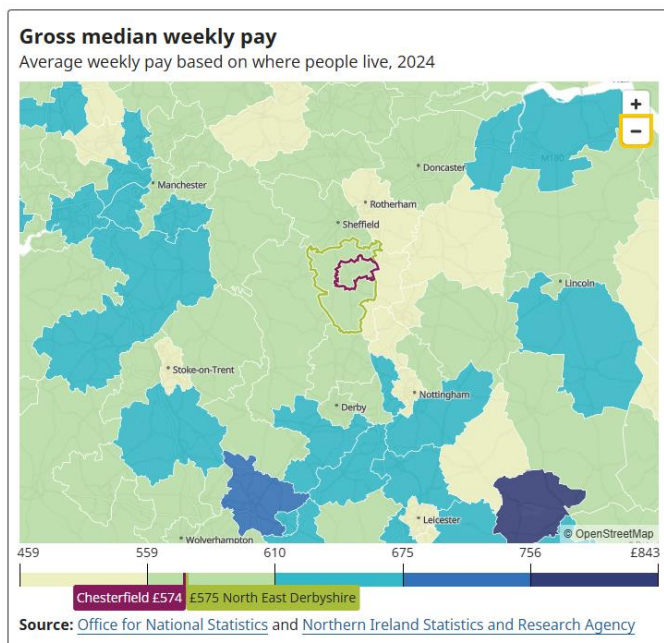 Gross median weekly pay
Average weekly pay based on where people live, 2024
+
−
Doncaster
Manchester
Rotherham
Sheffield
Lincoln
Stoke-on-Trent
Nottingham
Derby
Leicester
Wolverhampton
© OpenStreetMap
459 559 610 675 756 £843
Chesterfield £574 £575 North East Derbyshire
Source: Office for National Statistics and Northern Ireland Statistics and Research Agency